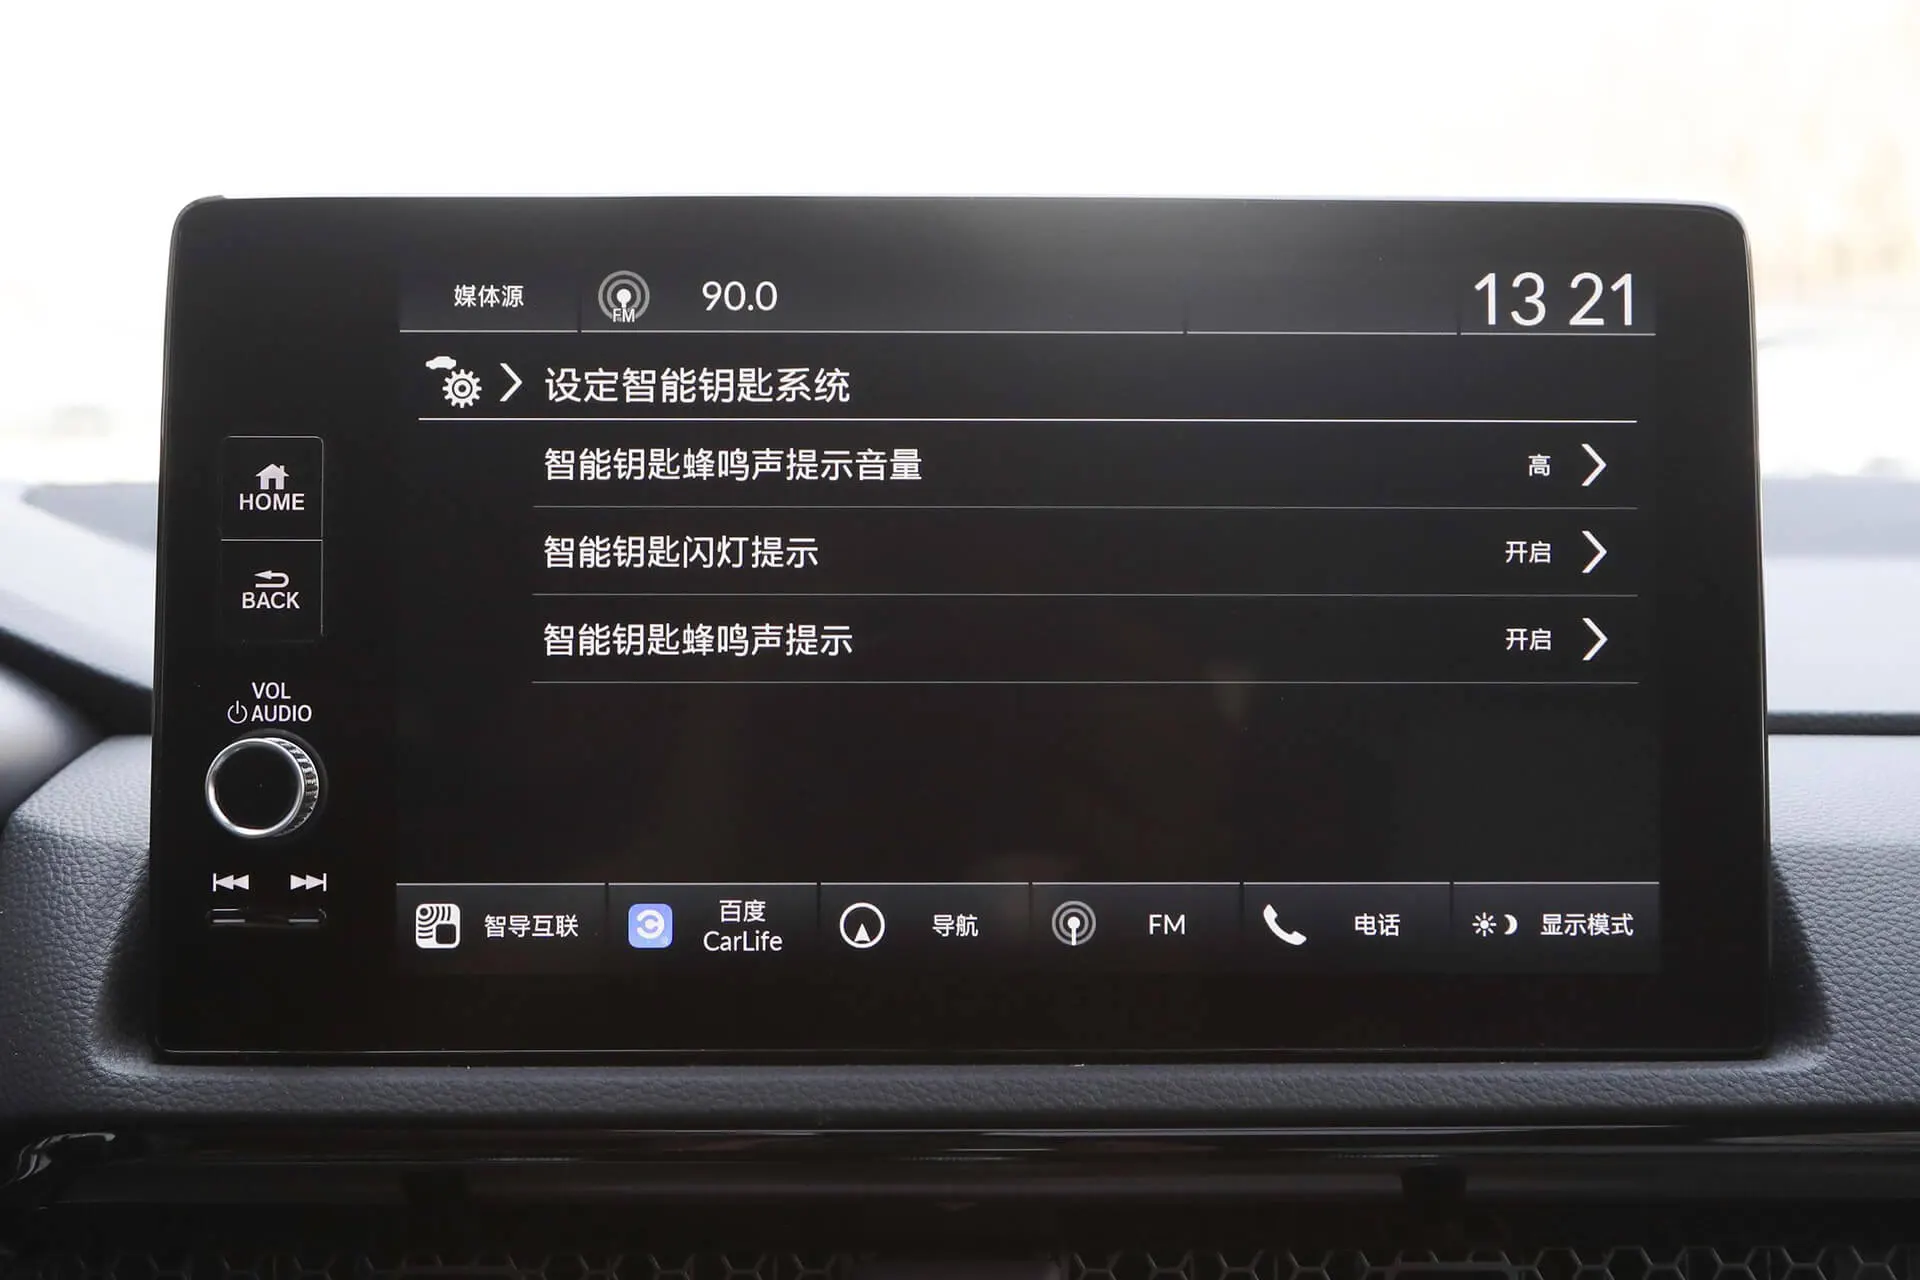 媒体源
FM
90.0
13 21
设定智能钥匙系统
智能钥匙蜂鸣声提示音量
高
智能钥匙闪灯提示
开启
智能钥匙蜂鸣声提示
开启
HOME
BACK
VOL
AUDIO
智导互联
百度
CarLife
导航
FM
电话
显示模式